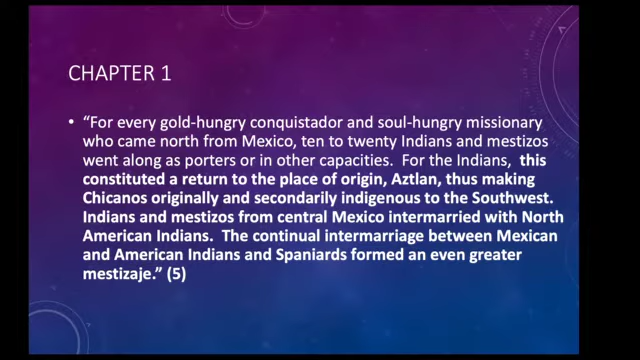 CHAPTER 1
• “For every gold-hungry conquistador and soul-hungry missionary
who came north from Mexico, ten to twenty Indians and mestizos
went along as porters or in other capacities.  For the Indians,  this
constituted a return to the place of origin, Aztlan, thus making
Chicanos originally and secondarily indigenous to the Southwest.
Indians and mestizos from central Mexico intermarried with North
American Indians.  The continual intermarriage between Mexican
and American Indians and Spaniards formed an even greater
mestizaje.” (5)